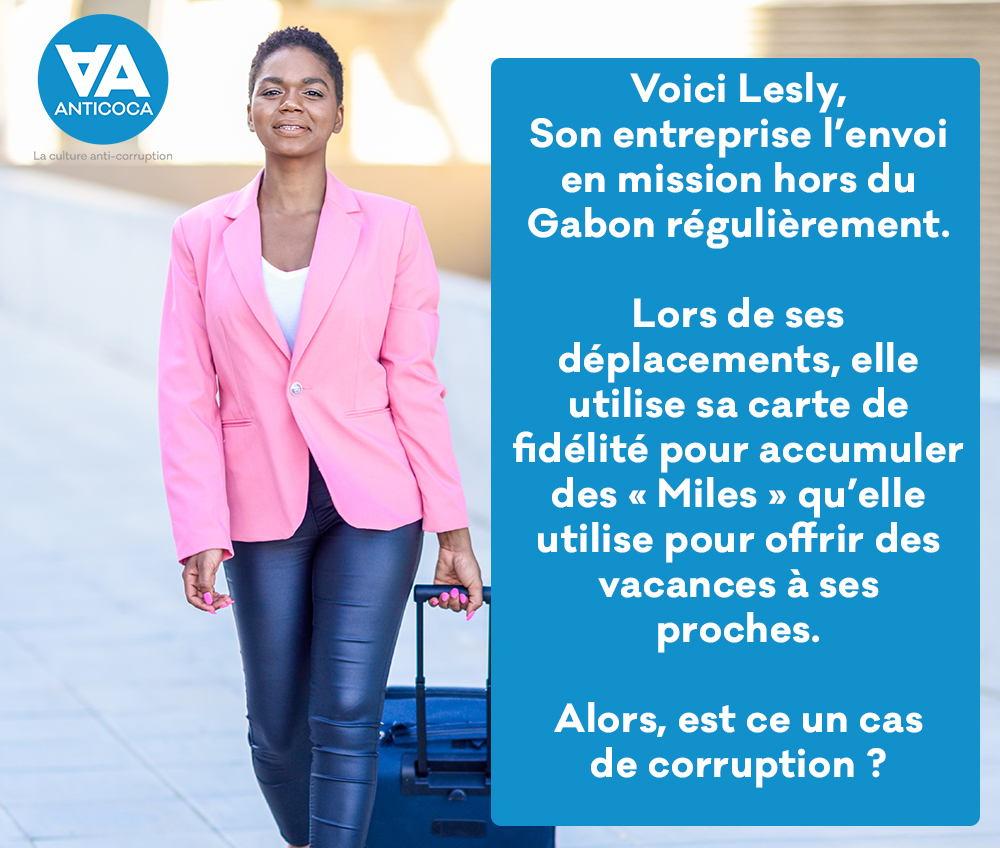 ANTICOCA
La culture anti-corruption
Voici Lesly,
Son entreprise l’envoi
en mission hors du
Gabon régulièrement.
Lors de ses
déplacements, elle
utilise sa carte de
fidélité pour accumuler
des « Miles » qu’elle
utilise pour offrir des
vacances à ses
proches.
Alors, est ce un cas
de corruption ?